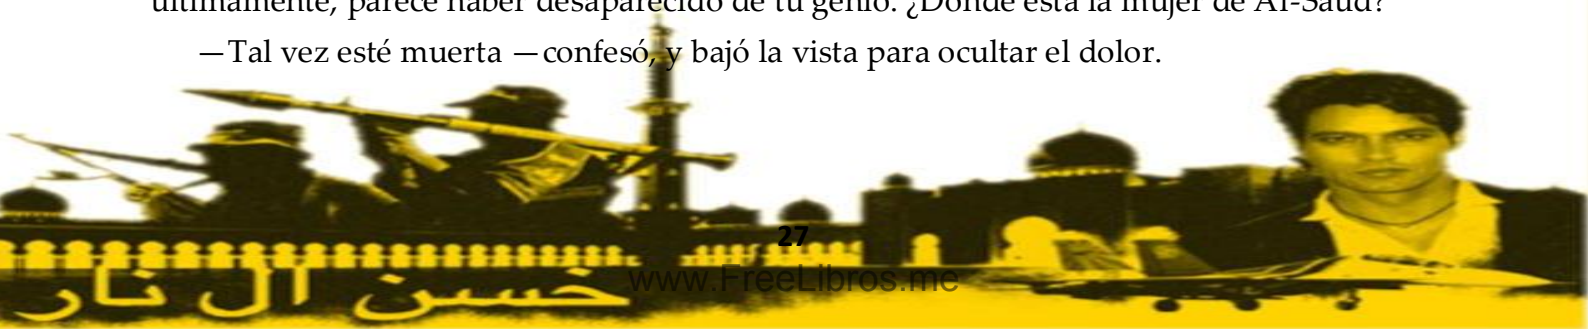 ultimamente, parece haber desaparecido de tu genio. ¿Dónde está la mujer de Al-Saud?
—Tal vez esté muerta —confesó, y bajó la vista para ocultar el dolor.
27
www.FreeLibros.me
خسن ال نار